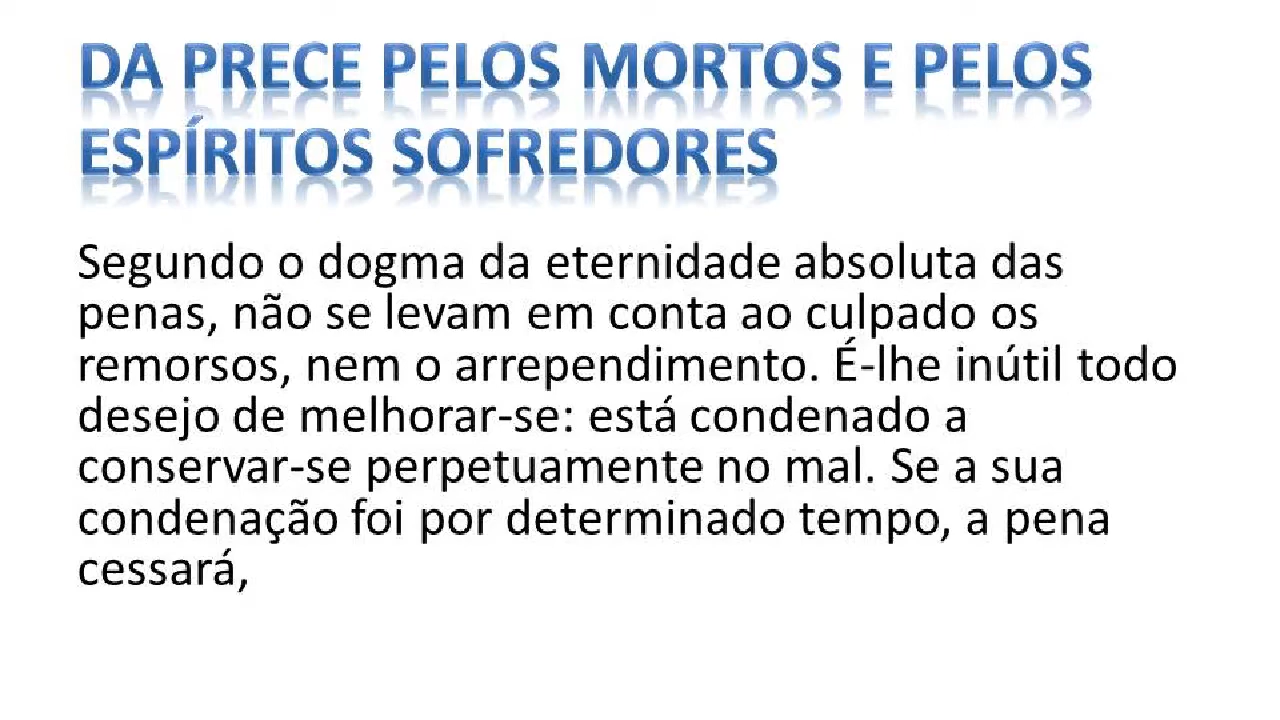 DA PRECE PELOS MORTOS E PELOS
ESPÍRITOS SOFREDORES
Segundo o dogma da eternidade absoluta das
penas, não se levam em conta ao culpado os
remorsos, nem o arrependimento. É-lhe inútil todo
desejo de melhorar-se: está condenado a
conservar-se perpetuamente no mal. Se a sua
condenação foi por determinado tempo, a pena
cessará,